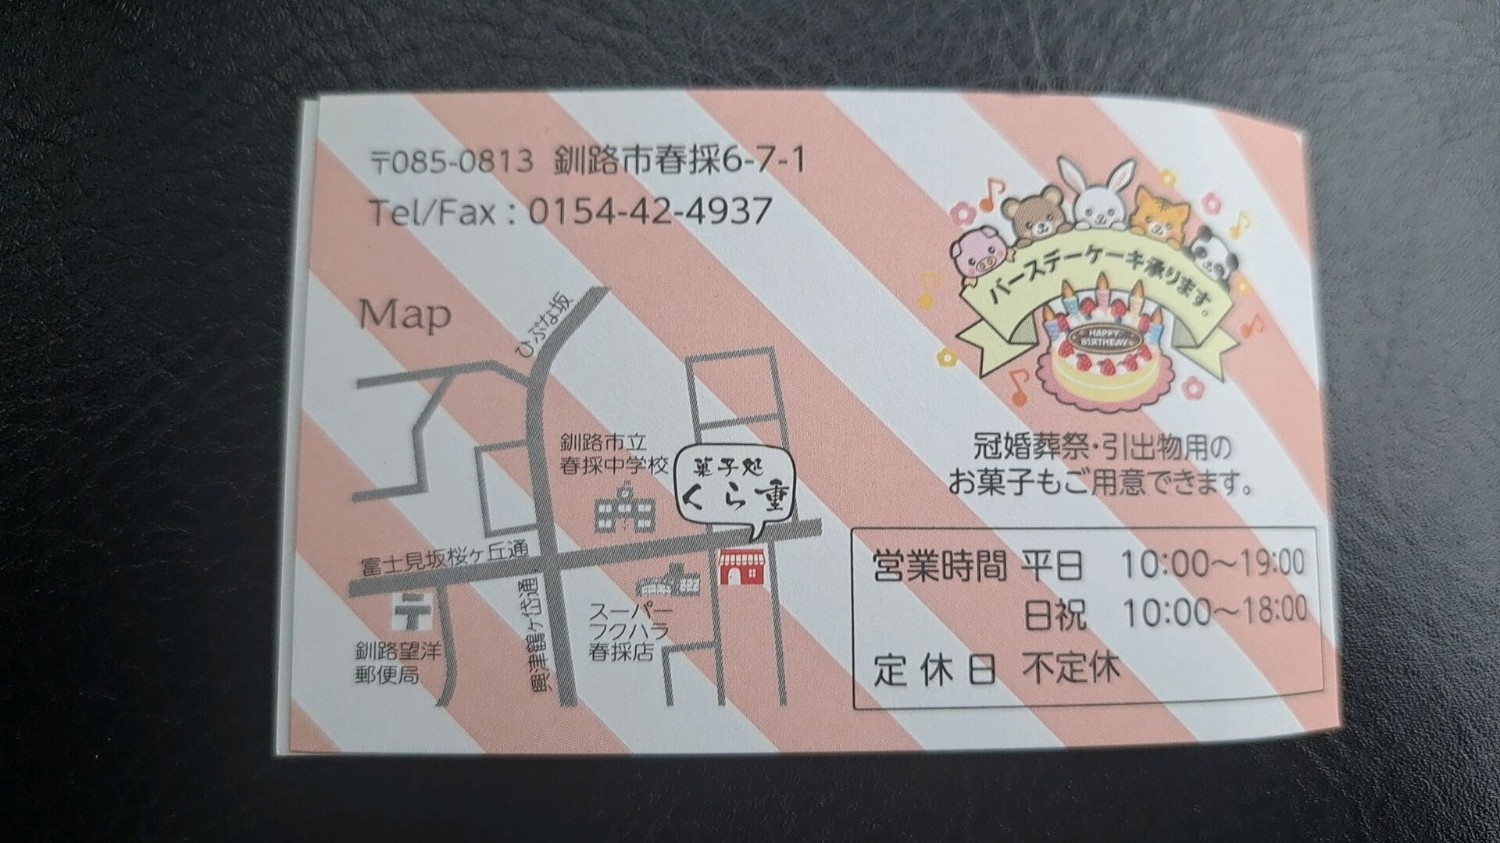 〒085-0813 釧路市春採6-7-1
Tel/Fax : 0154-42-4937
Map
ひぶな坂
釧路市立
春採中学校
菓子処
くら重
富士見坂桜ヶ丘通
興津鶴ヶ岱通
釧路望洋
郵便局
スーパー
フクハラ
春採店
バースデーケーキ承ります。
HAPPY
BIRTHDAY
冠婚葬祭・引出物用の
お菓子もご用意できます。
営業時間 平日 10:00〜19:00
日祝 10:00〜18:00
定休日 不定休